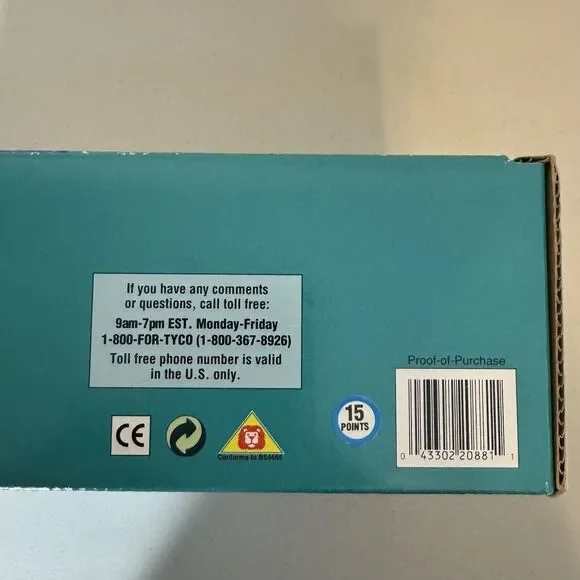 If you have any comments
or questions, call toll free:
9am-7pm EST. Monday-Friday
1-800-FOR-TYCO (1-800-367-8926)
Toll free phone number is valid
in the U.S. only.
Proof-of-Purchase
CE
Conforms to BS5665
15
POINTS
0 43302 20881 1